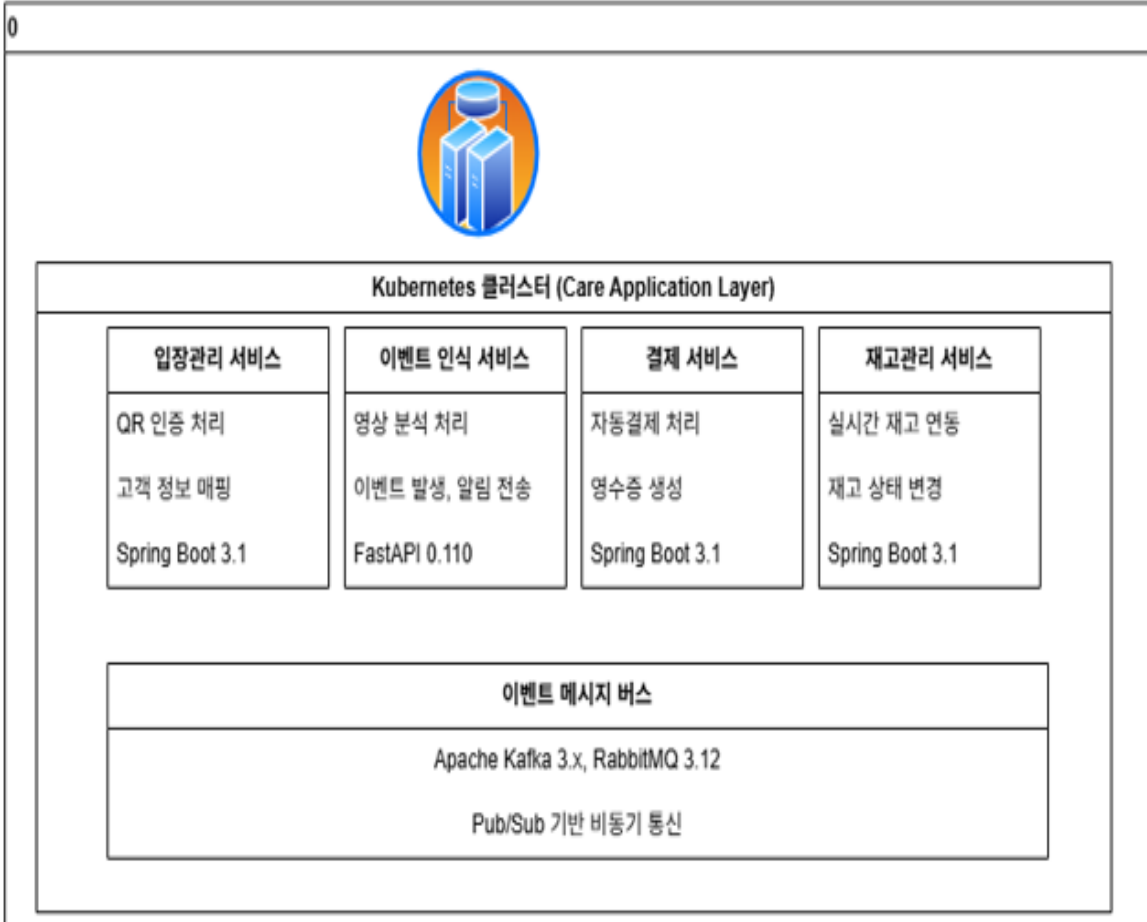 0
Kubernetes 클러스터 (Care Application Layer)
입장관리 서비스
QR 인증 처리
고객 정보 매핑
Spring Boot 3.1
이벤트 인식 서비스
영상 분석 처리
이벤트 발생, 알림 전송
FastAPI 0.110
결제 서비스
자동결제 처리
영수증 생성
Spring Boot 3.1
재고관리 서비스
실시간 재고 연동
재고 상태 변경
Spring Boot 3.1
이벤트 메시지 버스
Apache Kafka 3.x, RabbitMQ 3.12
Pub/Sub 기반 비동기 통신